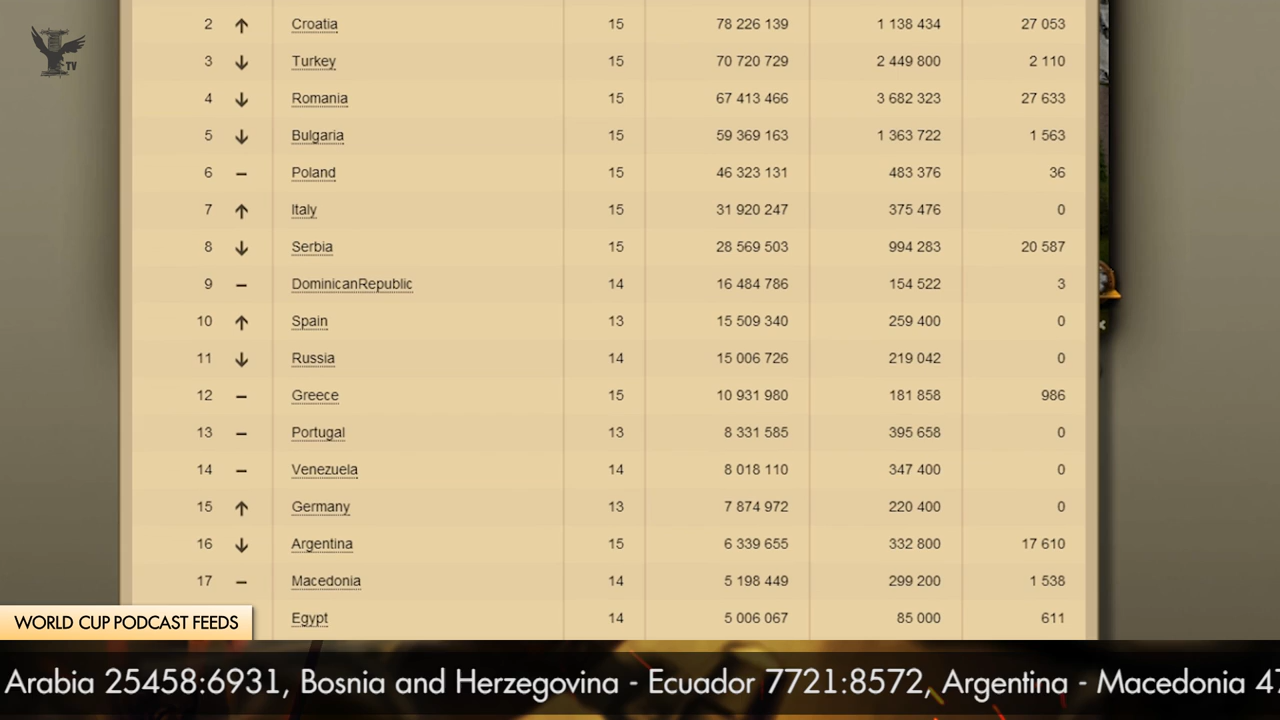 TV
2 ↑ Croatia 15 78 226 139 1 138 434 27 053
3 ↓ Turkey 15 70 720 729 2 449 800 2 110
4 ↓ Romania 15 67 413 466 3 682 323 27 633
5 ↓ Bulgaria 15 59 369 163 1 363 722 1 563
6 – Poland 15 46 323 131 483 376 36
7 ↑ Italy 15 31 920 247 375 476 0
8 ↓ Serbia 15 28 569 503 994 283 20 587
9 – DominicanRepublic 14 16 484 786 154 522 3
10 ↑ Spain 13 15 509 340 259 400 0
11 ↓ Russia 14 15 006 726 219 042 0
12 – Greece 15 10 931 980 181 858 986
13 – Portugal 13 8 331 585 395 658 0
14 – Venezuela 14 8 018 110 347 400 0
15 ↑ Germany 13 7 874 972 220 400 0
16 ↓ Argentina 15 6 339 655 332 800 17 610
17 – Macedonia 14 5 198 449 299 200 1 538
Egypt 14 5 006 067 85 000 611
WORLD CUP PODCAST FEEDS
Arabia 25458:6931, Bosnia and Herzegovina - Ecuador 7721:8572, Argentina - Macedonia 4